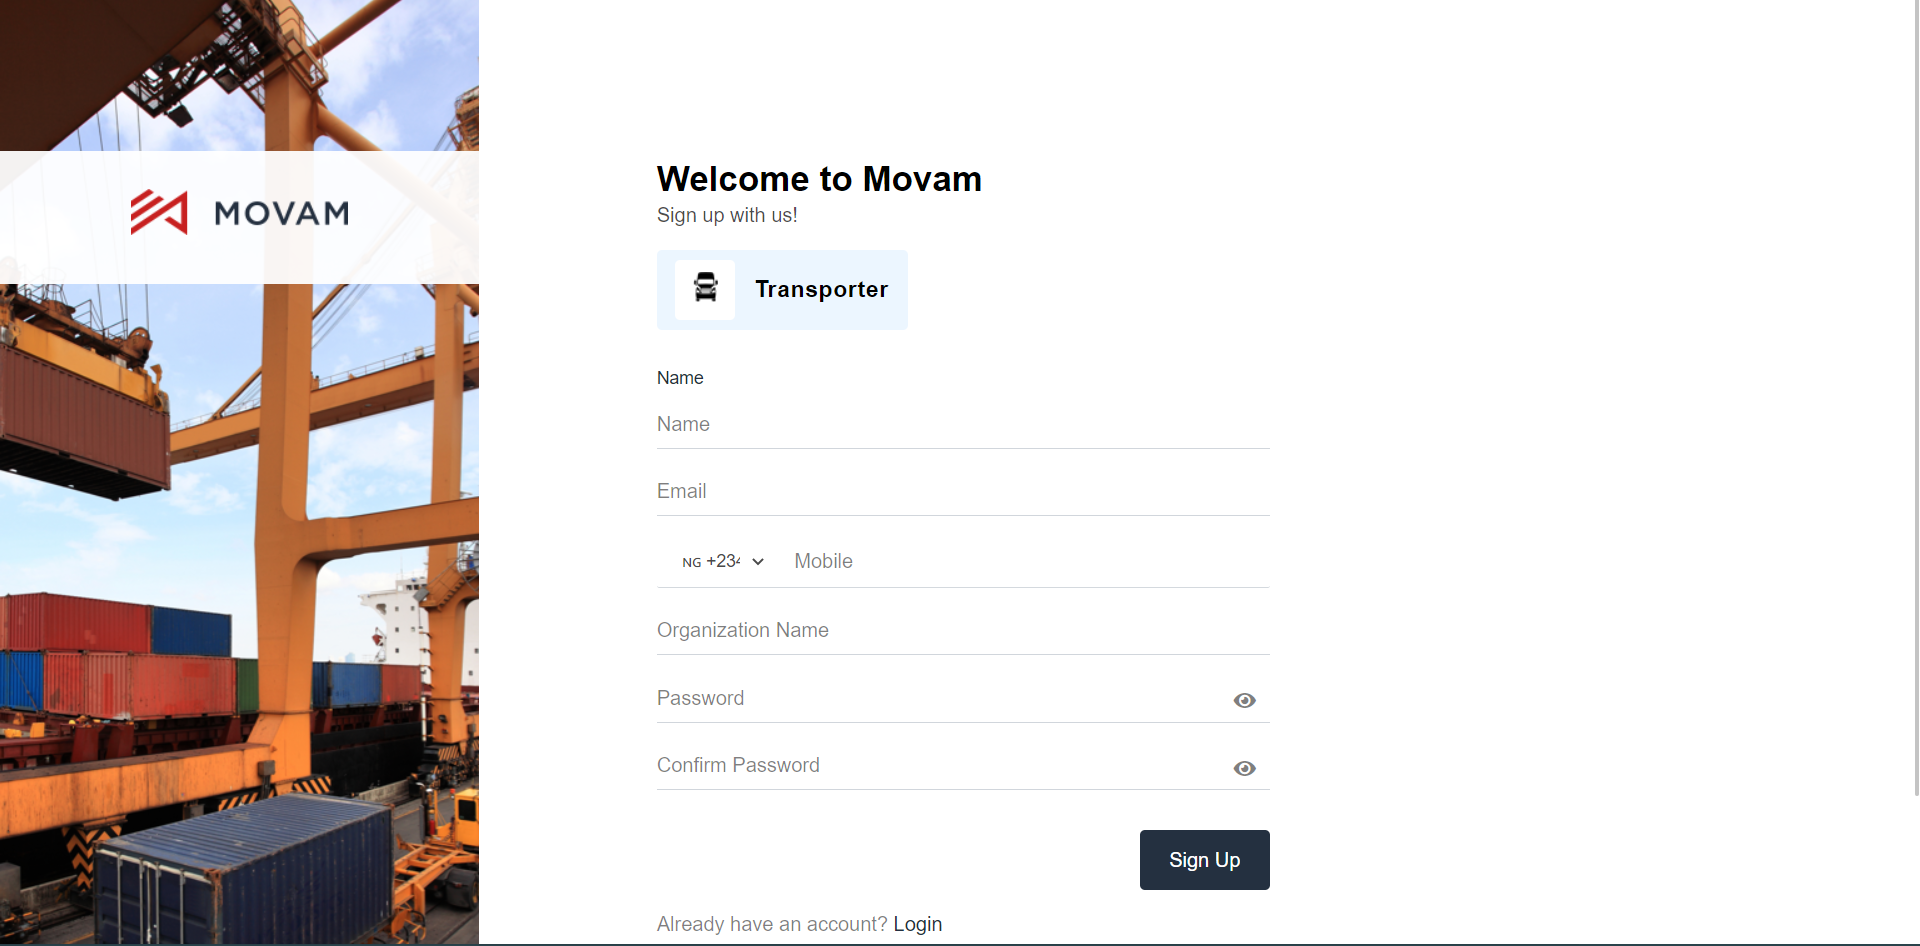 MOVAM
Welcome to Movam
Sign up with us!
Transporter
Name
Name
Email
NG +234 Mobile
Organization Name
Password
Confirm Password
Sign Up
Already have an account? Login